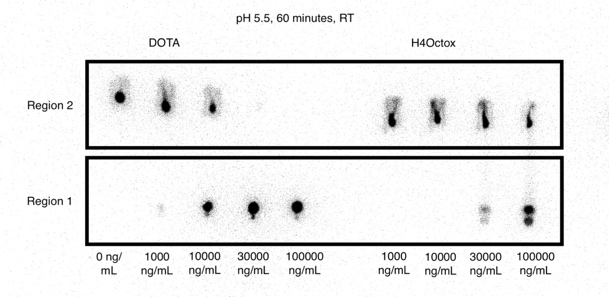 pH 5.5, 60 minutes, RT
DOTA
H4Octox
Region 2
Region 1
0 ng/
mL
1000
ng/mL
10000
ng/mL
30000
ng/mL
100000
ng/mL
1000
ng/mL
10000
ng/mL
30000
ng/mL
100000
ng/mL